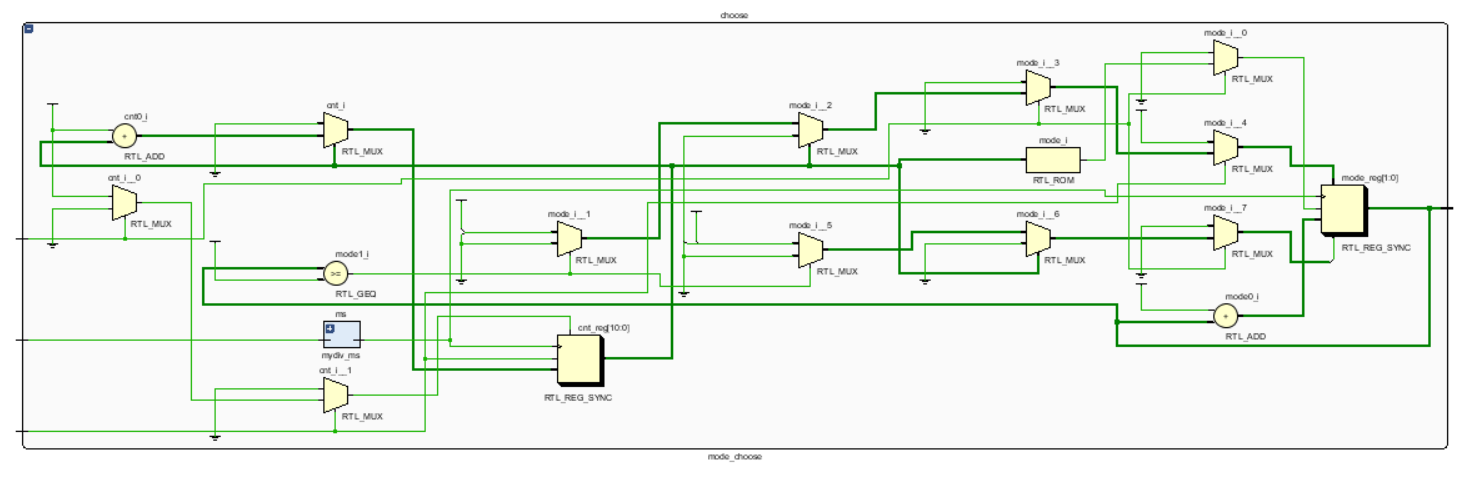 choose
mode_i__0
RTL_MUX
mode_i__3
RTL_MUX
cnt0_i
+
RTL_ADD
cnt_i
RTL_MUX
mode_i__2
RTL_MUX
mode_i__4
RTL_MUX
mode_i
RTL_ROM
cnt_i__0
RTL_MUX
mode_reg[1:0]
RTL_REG_SYNC
mode_i__1
RTL_MUX
mode_i__5
RTL_MUX
mode_i__6
RTL_MUX
mode_i__7
RTL_MUX
mode1_i
>=
RTL_GEQ
mode0_i
+
RTL_ADD
ms
mydiv_ms
cnt_reg[10:0]
RTL_REG_SYNC
cnt_i__1
RTL_MUX
mode_choose